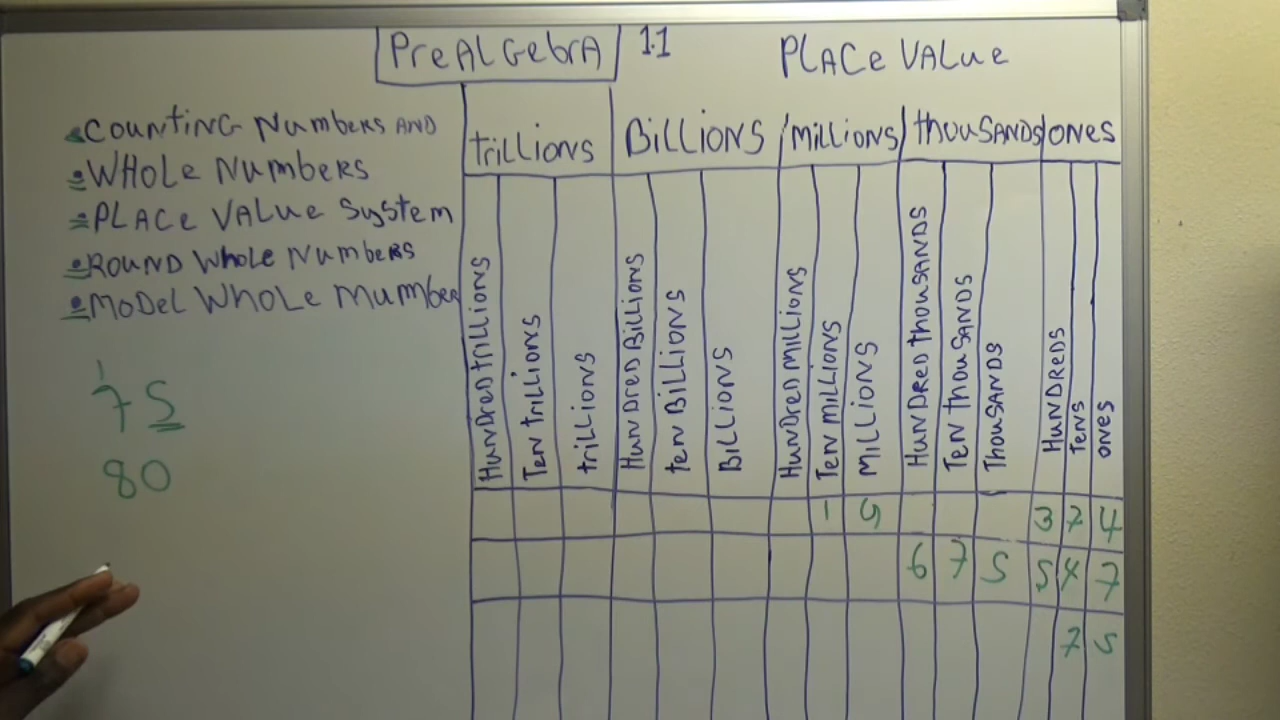 PreALGebrA 1.1 PLACe VALue
COUNTiNG NumbeRS AND
WHOLe NumbeRS
PLACe VALue System
ROUND WHOLe NumbeRS
MODeL WHOLe Mumber
trillioNS BillioNS MillioNS thouSANDS ONeS
HuNDreD trillioNS
Ten trillioNS
trillioNS
HuNDreD BillioNS
ten BillioNS
BillioNS
HuNDreD MillioNS
Ten millioNS
MillioNS
HuNDReD thouSANDS
Ten thouSANDS
ThouSANDS
HuNDReDS
TeNS
ONeS
1
75
80
3 7 4
6 7 5 5 4 7
7 5